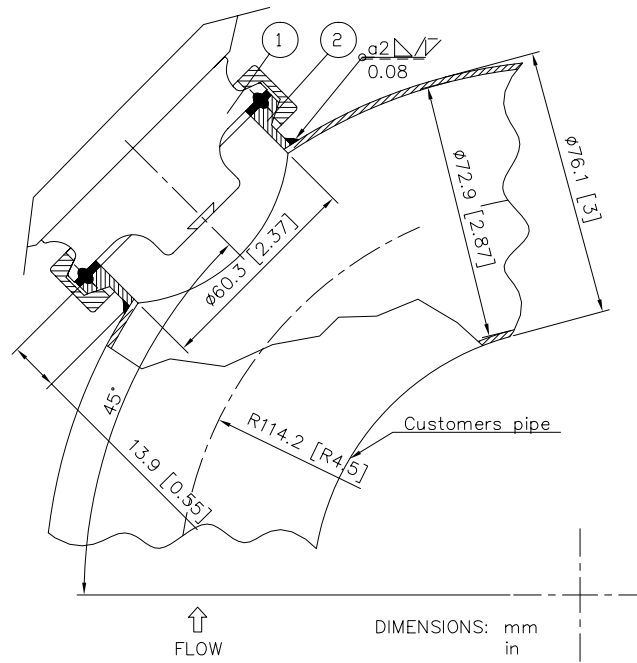 1
2
a2
0.08
ø76.1 [3]
ø72.9 [2.87]
ø60.3 [2.37]
45°
13.9 [0.55]
R114.2 [R4.5]
Customers pipe
FLOW
DIMENSIONS: mm
in